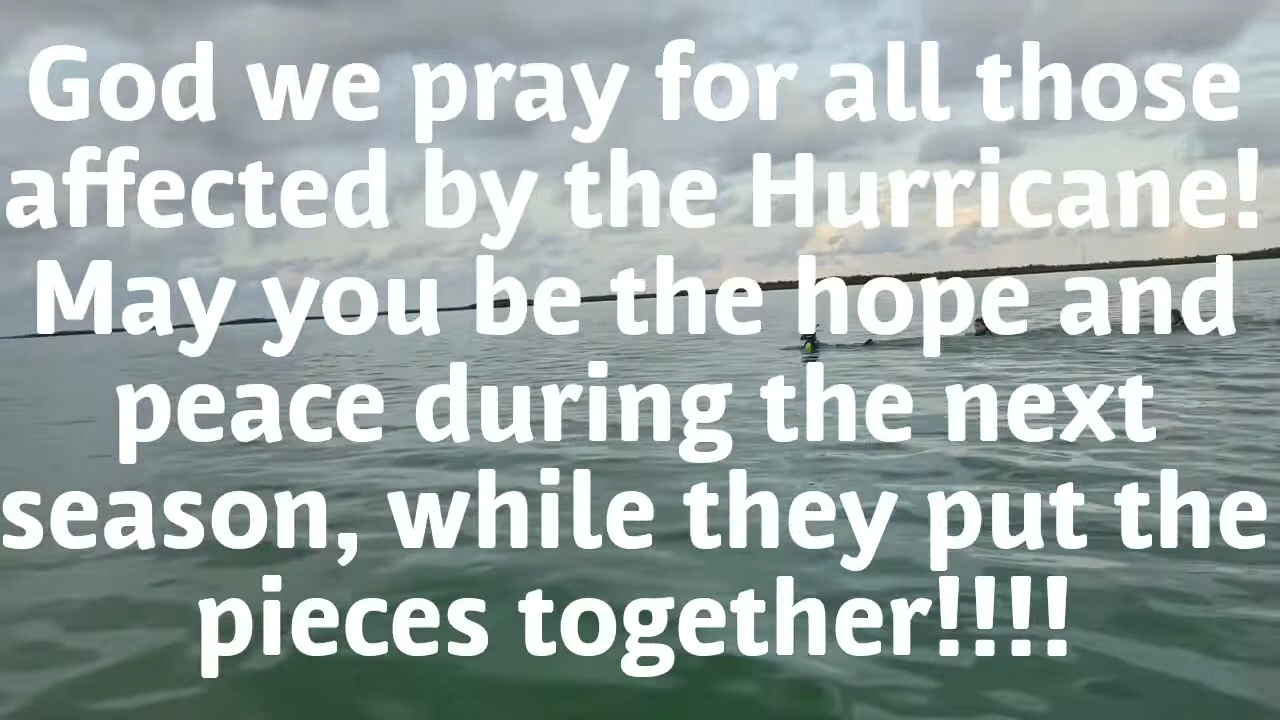 God we pray for all those
affected by the Hurricane!
May you be the hope and
peace during the next
season, while they put the
pieces together!!!!